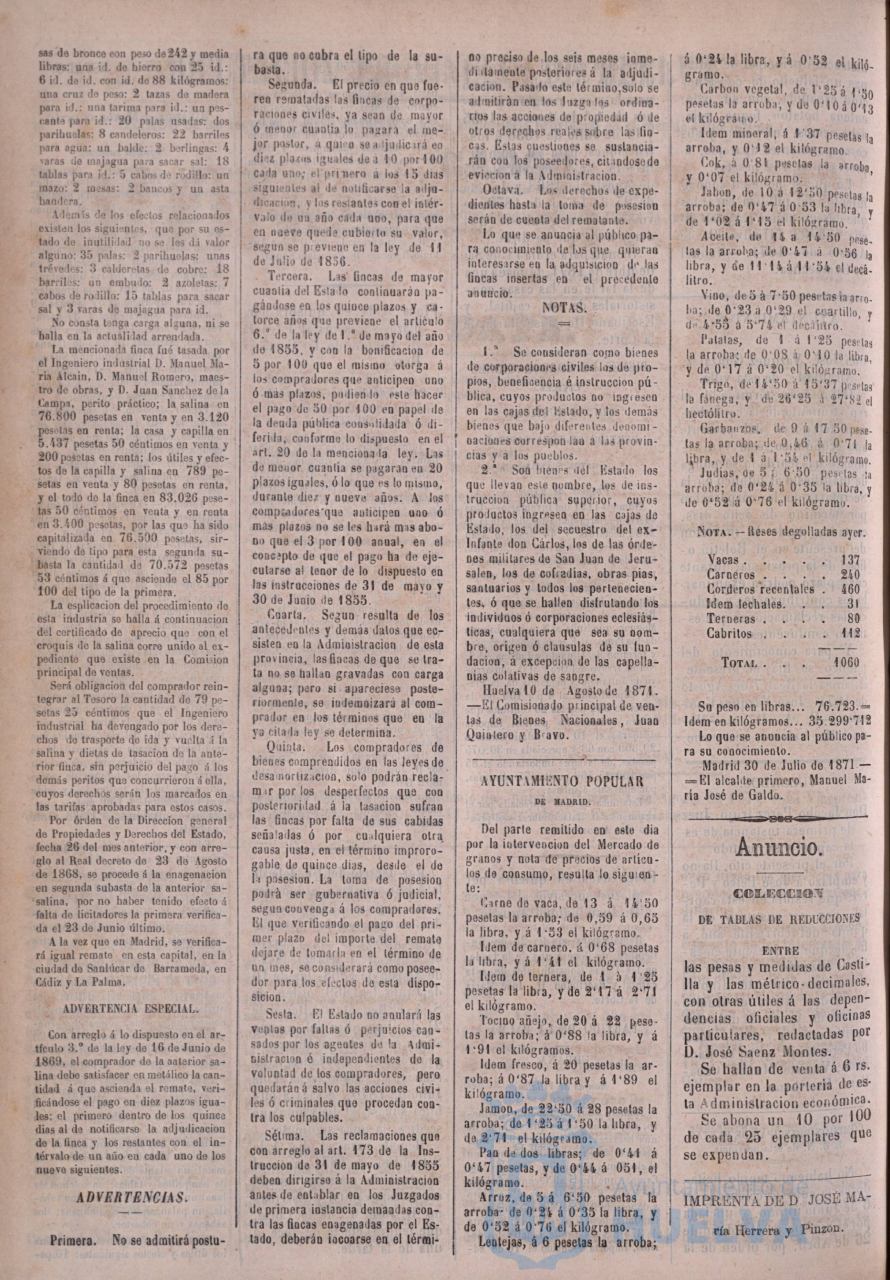 sas de bronce con peso de 242 y media
libras: una id. de hierro con 25 id.:
6 id. de id. con id. de 88 kilógramos:
una cruz de peso: 2 tazas de madera
para id.: una tarima para id.: un pes-
cante para id.: 20 palas usadas: dos
parihuelas: 8 candeleros: 22 barriles
para agua: un balde: 2 berlingas: 4
varas de majagua para sacar sal: 18
tablas para id.: 5 cabos de rodillo: un
mazo: 2 mesas: 2 bancos y un asta
bandera.
Además de los efectos relacionados
existen los siguientes, que por su es-
tado de inutilidad no se les dá valor
alguno: 35 palas: 2 parihuelas: unas
trévedes: 3 calderetas de cobre: 18
barriles: un embudo: 2 azoletas: 7
cabos de rodillo: 15 tablas para sacar
sal y 3 varas de majagua para id.
No consta tenga carga alguna, ni se
halla en la actualidad arrendada.
La mencionada finca fué tasada por
el Ingeniero industrial D. Manuel Ma-
ria Alcain, D. Manuel Romero, maes-
tro de obras, y D. Juan Sanchez de la
Campa, perito práctico; la salina en
76.800 pesetas en venta y en 3.120
pesetas en renta; la casa y capilla en
5.437 pesetas 50 céntimos en venta y
200 pesetas en renta; los útiles y efec-
tos de la capilla y salina en 789 pe-
setas en venta y 80 pesetas en renta,
y el todo de la finca en 83,026 pese-
tas 50 céntimos en venta y en renta
en 3.400 pesetas, por las que ha sido
capitalizada en 76.500 pesetas, sir-
viendo de tipo para esta segunda su-
basta la cantidad de 70.572 pesetas
53 céntimos á que asciende el 85 por
100 del tipo de la primera.
La esplicacion del procedimiento de
esta industria se halla á continuacion
del certificado de aprecio que con el
croquis de la salina corre unido al ex-
pediente que existe en la Comision
principal de ventas.
Será obligacion del comprador rein-
tegrar al Tesoro la cantidad de 79 pe-
setas 25 céntimos que el Ingeniero
industrial ha devengado por los dere-
chos de trasporte de ida y vuelta á la
salina y dietas de tasacion de la ante-
rior finca, sin perjuicio del pago á los
demás peritos que concurrieron á ella,
cuyos derechos serán los marcados en
las tarifas aprobadas para estos casos.
Por órden de la Direccion general
de Propiedades y Derechos del Estado,
fecha 26 del mes anterior, y con arre-
glo al Real decreto de 23 de Agosto
de 1868, se procede á la enagenacion
en segunda subasta de la anterior sa-
salina, por no haber tenido efecto á
falta de licitadores la primera verifica-
da el 23 de Junio último.
A la vez que en Madrid, se verifica-
rá igual remate en esta capital, en la
ciudad de Sanlúcar de Barrameda, en
Cádiz y La Palma.
ADVERTENCIA ESPECIAL.
Con arreglo á lo dispuesto en el ar-
tículo 3.º de la ley de 16 de Junio de
1869, el comprador de la anterior sa-
lina debe satisfacer en metálico la can-
tidad á que ascienda el remate, veri-
ficándose el pago en diez plazos igua-
les: el primero dentro de los quince
dias al de notificarse la adjudicacion
de la finca y los restantes con el in-
térvalo de un año en cada uno de los
nueve siguientes.
ADVERTENCIAS.
Primera. No se admitirá postu-
ra que no cubra el tipo de la su-
basta.
Segunda. El precio en que fue-
ren rematadas las fincas de corpo-
raciones civiles, ya sean de mayor
ó menor cuantía lo pagará el me-
jor postor, á quien se adjudicará en
diez plazos iguales de á 10 por 100
cada uno; el primero á los 15 dias
siguientes al de notificarse la adju-
dicacion, y los restantes con el intér-
valo de un año cada uno, para que
en nueve quede cubierto su valor,
segun se previene en la ley de 11
de Julio de 1856.
Tercera. Las fincas de mayor
cuantia del Estado continuarán pa-
gándose en los quince plazos y ca-
torce años que previene el artículo
6.º de la ley de 1.º de mayo del año
de 1855, y con la bonificacion de
5 por 100 que el mismo otorga á
los compradores que anticipen uno
ó más plazos, pudiendo este hacer
el pago de 50 por 100 en papel de
la deuda pública consolidada ó di-
ferida, conforme lo dispuesto en el
art. 20 de la mencionada ley. Las
de menor cuantía se pagarán en 20
plazos iguales, ó lo que es lo mismo,
durante diez y nueve años. A los
compradores que anticipen uno ó
más plazos no se les hará mas abo-
no que el 3 por 100 anual, en el
concepto de que el pago ha de eje-
cutarse al tenor de lo dispuesto en
las instrucciones de 31 de mayo y
30 de Junio de 1855.
Cuarta. Segun resulta de los
antecedentes y demás datos que ec-
sisten en la Administracion de esta
provincia, las fincas de que se tra-
ta no se hallan gravadas con carga
alguna; pero si apareciese poste-
riormente, se indemnizará al com-
prador en los términos que en la
ya citada ley se determina.
Quinta. Los compradores de
bienes comprendidos en las leyes de
desamortizacion, solo podrán recla-
mar por los desperfectos que con
posterioridad á la tasacion sufran
las fincas por falta de sus cabidas
señaladas ó por cualquiera otra
causa justa, en el término improro-
gable de quince dias, desde el de
la posesion. La toma de posesion
podrá ser gubernativa ó judicial,
segun convenga á los compradores.
El que verificando el pago del pri-
mer plazo del importe del remate
dejare de tomarla en el término de
un mes, se considerará como posee-
dor para los efectos de esta dispo-
sicion.
Sesta. El Estado no anulará las
ventas por faltas ó perjuicios cau-
sados por los agentes de la Admi-
nistracion é independientes de la
voluntad de los compradores, pero
quedarán á salvo las acciones civi-
les ó criminales que procedan con-
tra los culpables.
Sétima. Las reclamaciones que
con arreglo al art. 173 de la Ins-
truccion de 31 de mayo de 1855
deben dirigirse á la Administracion
antes de entablar en los Juzgados
de primera instancia demandas con-
tra las fincas enagenadas por el Es-
tado, deberán incoarse en el térmi-
no preciso de los seis meses inme-
diatamente posteriores á la adjudi-
cacion. Pasado este término, solo se
admitirán en los Juzgados ordina-
rios las acciones de propiedad ó de
otros derechos reales sobre las fin-
cas. Estas cuestiones se sustancia-
rán con los poseedores, citándose de
eviccion á la Administracion.
Octava. Los derechos de expe-
dientes hasta la toma de posesion
serán de cuenta del rematante.
Lo que se anuncia al público pa-
ra conocimiento de los que quieran
interesarse en la adquisicion de las
fincas insertas en el precedente
anuncio.
NOTAS.
1.ª Se consideran como bienes
de corporaciones civiles los de pro-
pios, beneficencia é instruccion pú-
blica, cuyos productos no ingresen
en las cajas del Estado, y los demás
bienes que bajo diferentes denomi-
naciones correspondan á las provin-
cias y á los pueblos.
2.ª Son bienes del Estado los
que llevan este nombre, los de ins-
truccion pública superior, cuyos
productos ingresen en las cajas de
Estado, los del secuestro del ex-
Infante don Cárlos, los de las órde-
nes militares de San Juan de Jeru-
salen, los de cofradias, obras pias,
santuarios y todos los pertenecien-
tes, ó que se hallen disfrutando los
individuos ó corporaciones eclesiás-
ticas, cualquiera que sea su nom-
bre, origen ó clausulas de su fun-
dacion, á excepcion de las capella-
nias colativas de sangre.
Huelva 10 de Agosto de 1871.
—El Comisionado principal de ven-
tas de Bienes Nacionales, Juan
Quintero y Bravo.
AYUNTAMIENTO POPULAR
DE MADRID.
Del parte remitido en este dia
por la intervencion del Mercado de
granos y nota de precios de artícu-
los de consumo, resulta lo siguien-
te:
Carne de vaca, de 13 á 14'50
pesetas la arroba; de 0,59 á 0,65
la libra, y á 1'53 el kilógramo.
Idem de carnero, á 0'68 pesetas
la libra, y á 1'41 el kilógramo.
Idem de ternera, de 1 á 1'25
pesetas la libra, y de 2'17 á 2'71
el kilógramo.
Tocino añejo, de 20 á 22 pese-
tas la arroba; á 0'88 la libra, y á
1'91 el kilógramos.
Idem fresco, á 20 pesetas la ar-
roba; á 0'87 la libra y á 1'89 el
kilógramo.
Jamon, de 22'50 á 28 pesetas la
arroba; de 1'25 á 1'50 la libra, y
de 2'71 el kilógramo.
Pan de dos libras; de 0'41 á
0'47 pesetas, y de 0'44 á 051, el
kilógramo.
Arroz, de 5 á 6'50 pesetas la
arroba- de 0'24 á 0'35 la libra, y
de 0'52 á 0'76 el kilógramo.
Lentejas, á 6 pesetas la arroba;
á 0'24 la libra, y á 0'52 el kiló-
gramo.
Carbon vegetal, de 1'25 á 1'50
pesetas la arroba, y de 0'10 á 0'13
el kilógramo.
Idem mineral, á 1'37 pesetas la
arroba, y 0'12 el kilógramo.
Cok, á 0'81 pesetas la arroba,
y 0'07 el kilógramo.
Jabon, de 10 á 12'50 pesetas la
arroba; de 0'47 á 0'53 la libra, y
de 1'02 á 1'15 el kilógramo.
Aceite, de 14 á 14'50 pese-
tas la arroba; de 0'47 á 0'56 la
libra, y de 11'14 á 11'54 el decá-
litro.
Vino, de 5 á 7'50 pesetas la arro-
ba; de 0'23 á 0'29 el cuartillo, y
de 4'55 á 5'74 el decálitro.
Patatas, de 1 á 1'25 pesetas
la arroba; de 0'08 á 0'10 la libra,
y de 0'17 á 0'20 el kilógramo.
Trigo, de 14'50 á 15'37 pesetas
la fánega, y de 26'25 á 27'82 el
hectólitro.
Garbanzos, de 9 á 17'50 pese-
tas la arroba; de 0,46 á 0'71 la
libra, y de 1 á 1'54 el kilógramo.
Judias, de 5 á 6'50 pesetas la
arroba; de 0'24 á 0'35 la libra, y
de 0'52 á 0'76 el kilógramo.
NOTA.—Reses degolladas ayer.
Vacas . . . . . 137
Carneros . . . . 240
Corderos recentales . 460
Idem lechales. . . 31
Terneras . . . . 80
Cabritos . . . . 112
TOTAL . . . 1060
Su peso en libras... 76.723.=
Idem en kilógramos... 35 299'712
Lo que se anuncia al público pa-
ra su conocimiento.
Madrid 30 de Julio de 1871—
=El alcalde primero, Manuel Ma-
ría José de Galdo.
Anuncio.
COLECCION
DE TABLAS DE REDUCCIONES
ENTRE
las pesas y medidas de Casti-
lla y las métrico-decimales,
con otras útiles á las depen-
dencias oficiales y oficinas
particulares, redactadas por
D. José Saenz Montes.
Se hallan de venta á 6 rs.
ejemplar en la porteria de es-
ta Administracion económica.
Se abona un 10 por 100
de cada 25 ejemplares que
se expendan.
IMPRENTA DE D JOSÉ MA-
ría Herrera y Pinzon.
Ayuntamiento de
HUELVA